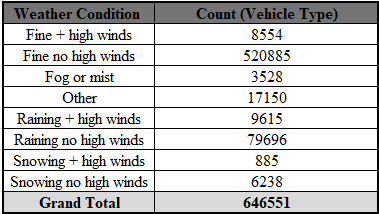 Weather Condition Count (Vehicle Type)
Fine + high winds 8554
Fine no high winds 520885
Fog or mist 3528
Other 17150
Raining + high winds 9615
Raining no high winds 79696
Snowing + high winds 885
Snowing no high winds 6238
Grand Total 646551